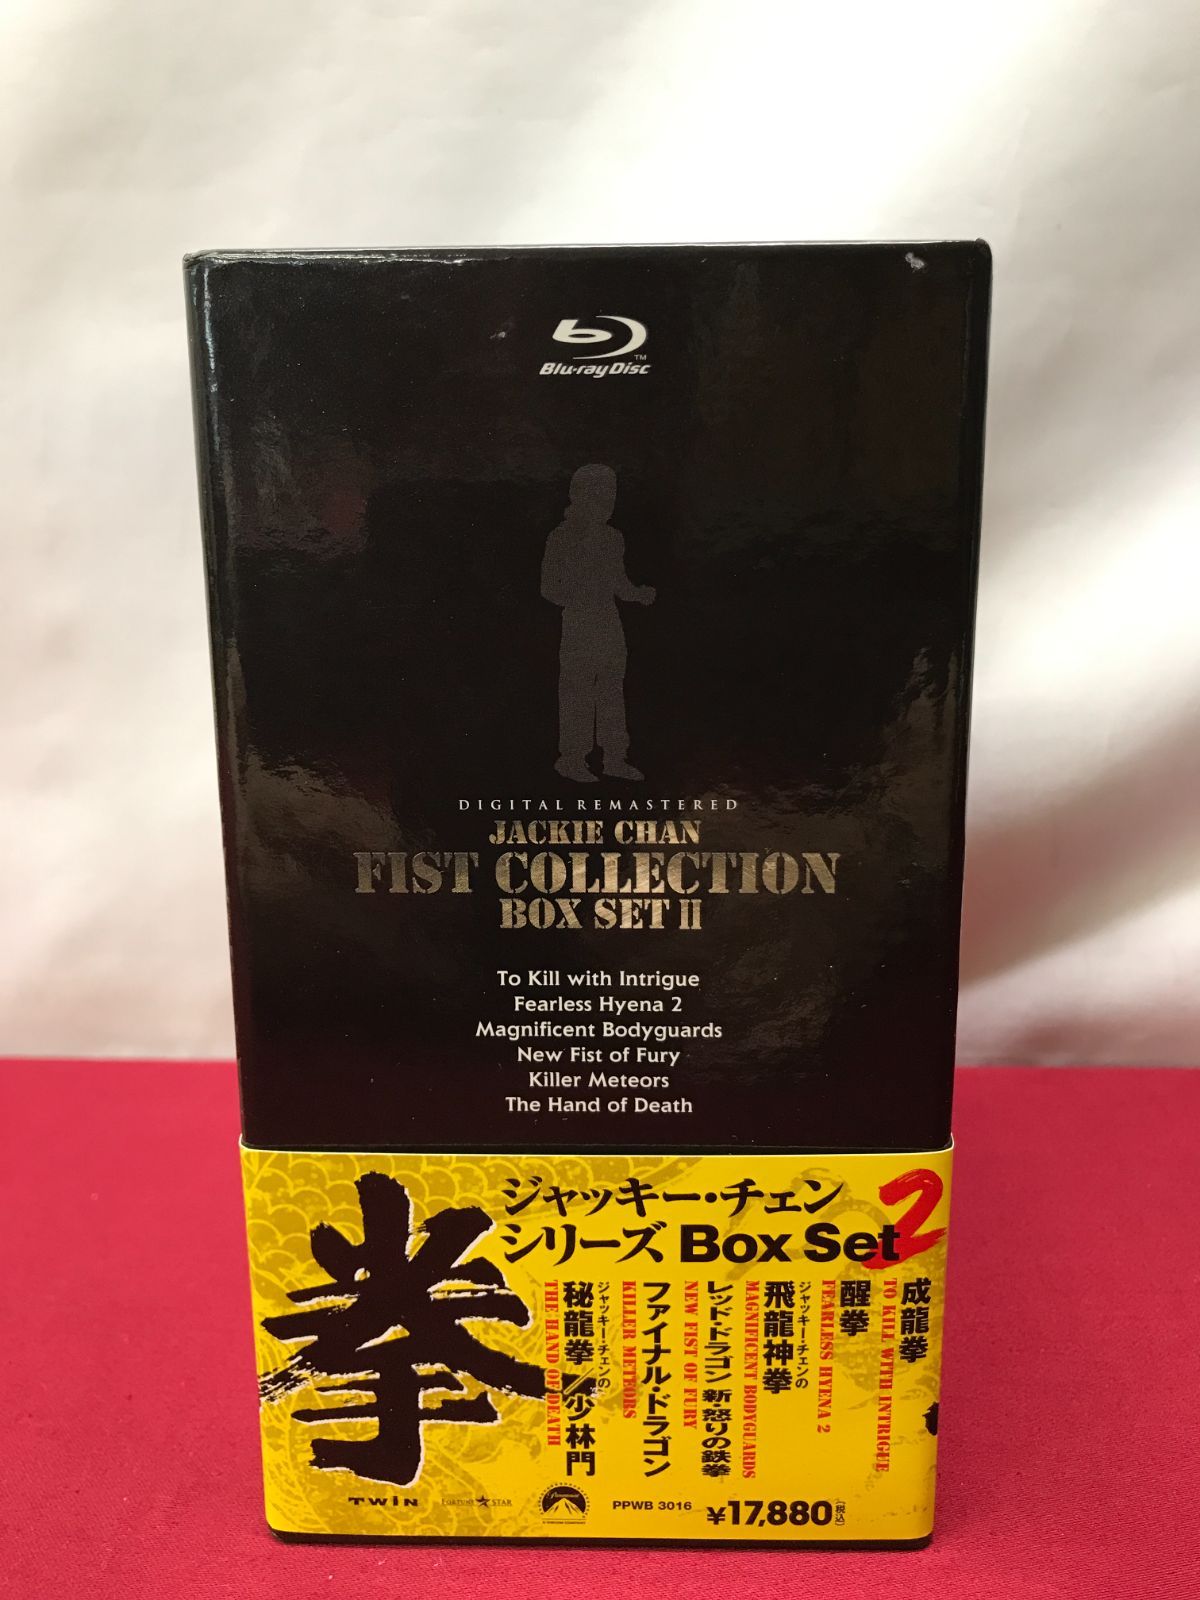 Blu-ray Disc™
DIGITAL REMASTERED
JACKIE CHAN
FIST COLLECTION
BOX SET II
To Kill with Intrigue
Fearless Hyena 2
Magnificent Bodyguards
New Fist of Fury
Killer Meteors
The Hand of Death
拳
ジャッキー・チェン
シリーズ Box Set 2
成龍拳
TO KILL WITH INTRIGUE
醒拳
FEARLESS HYENA 2
ジャッキー・チェンの
飛龍神拳
MAGNIFICENT BODYGUARDS
レッド・ドラゴン 新・怒りの鉄拳
NEW FIST OF FURY
ファイナル・ドラゴン
KILLER METEORS
ジャッキー・チェンの
秘龍拳/少林門
THE HAND OF DEATH
TWIN
FORTUNE STAR
Paramount
PPWB 3016
¥17,880(税込)